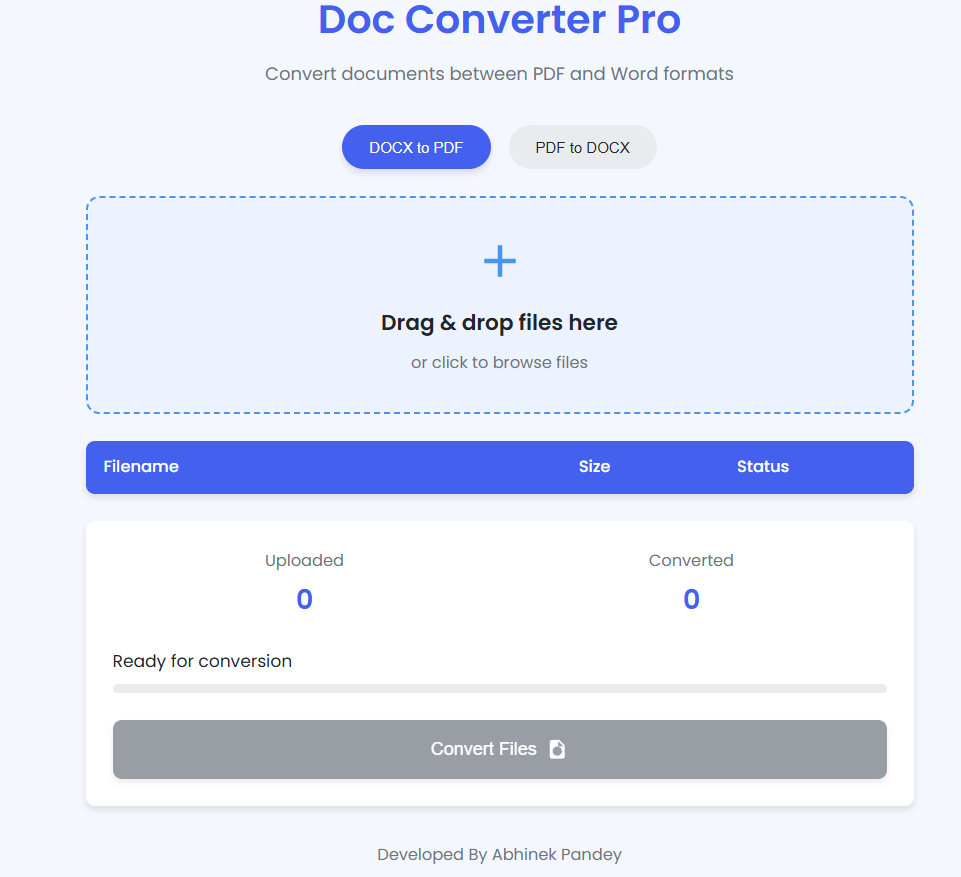 Doc Converter Pro
Convert documents between PDF and Word formats
DOCX to PDF PDF to DOCX
Drag & drop files here
or click to browse files
Filename Size Status
Uploaded Converted
0 0
Ready for conversion
Convert Files
Developed By Abhinek Pandey